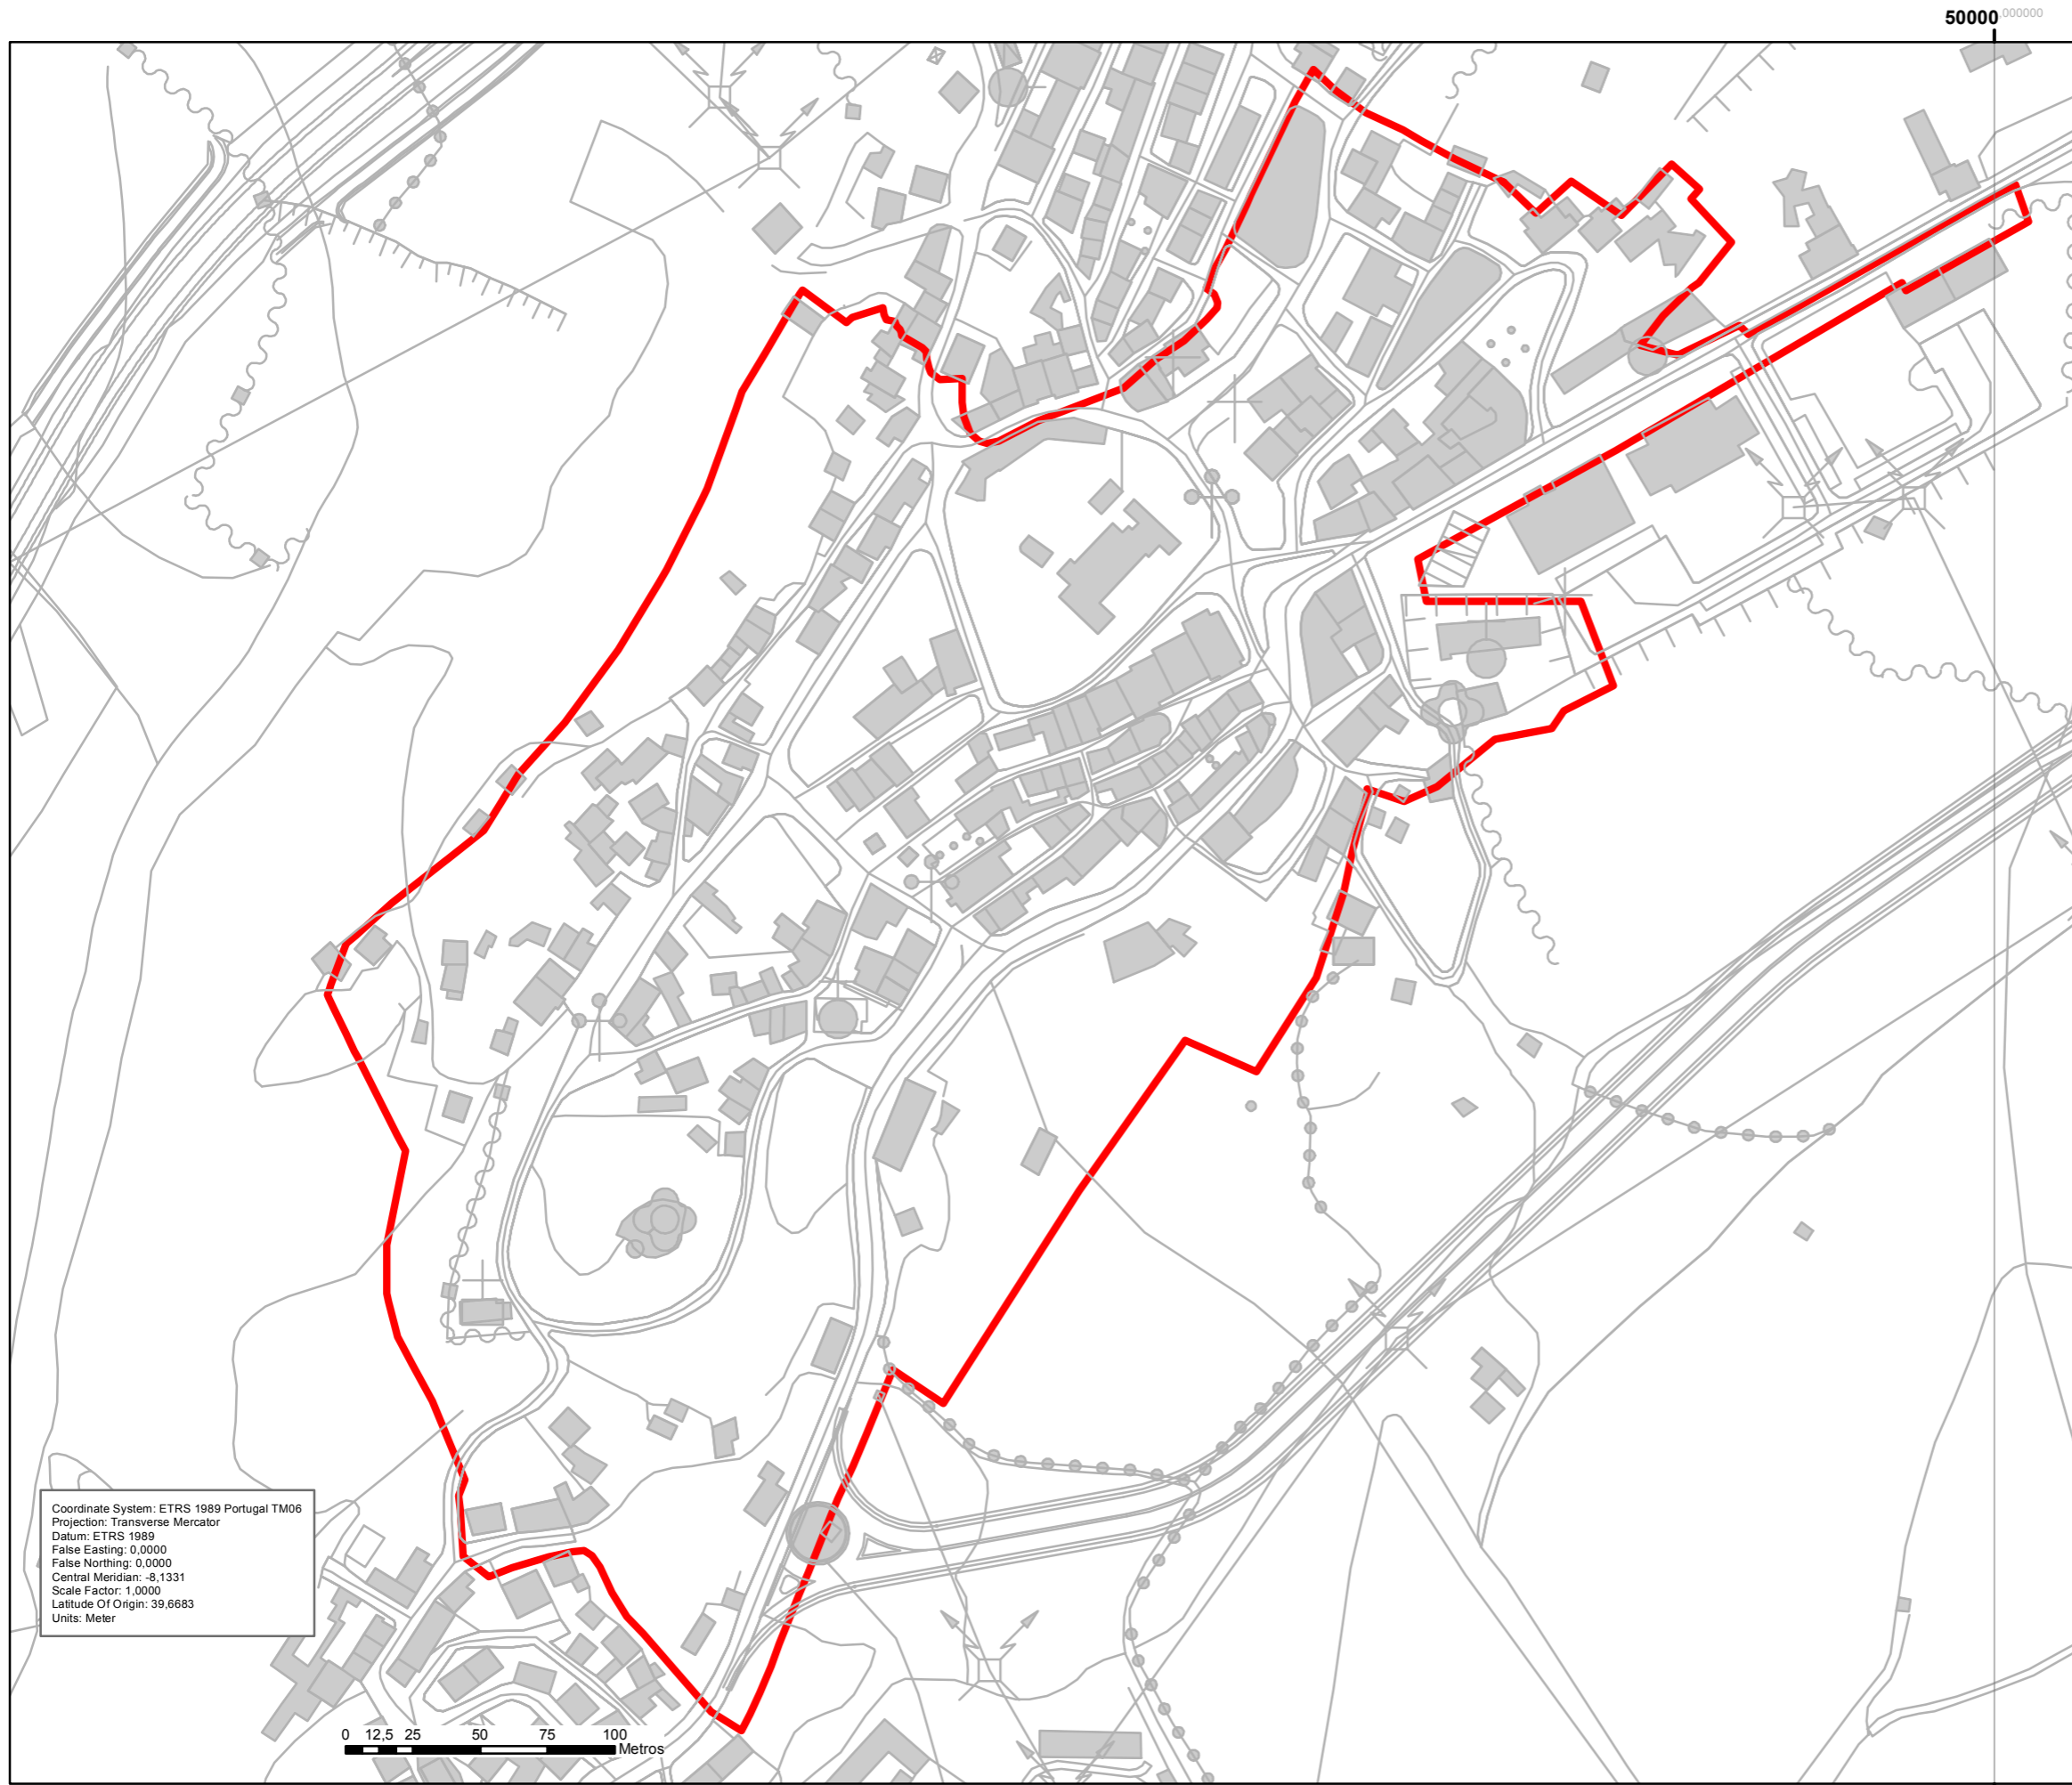 50000.000000
Coordinate System: ETRS 1989 Portugal TM06
Projection: Transverse Mercator
Datum: ETRS 1989
False Easting: 0,0000
False Northing: 0,0000
Central Meridian: -8,1331
Scale Factor: 1,0000
Latitude Of Origin: 39,6683
Units: Meter
0 12,5 25 50 75 100
Metros